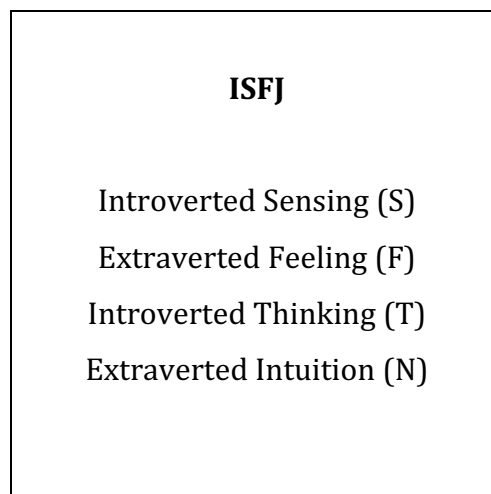 ISFJ
Introverted Sensing (S)
Extraverted Feeling (F)
Introverted Thinking (T)
Extraverted Intuition (N)